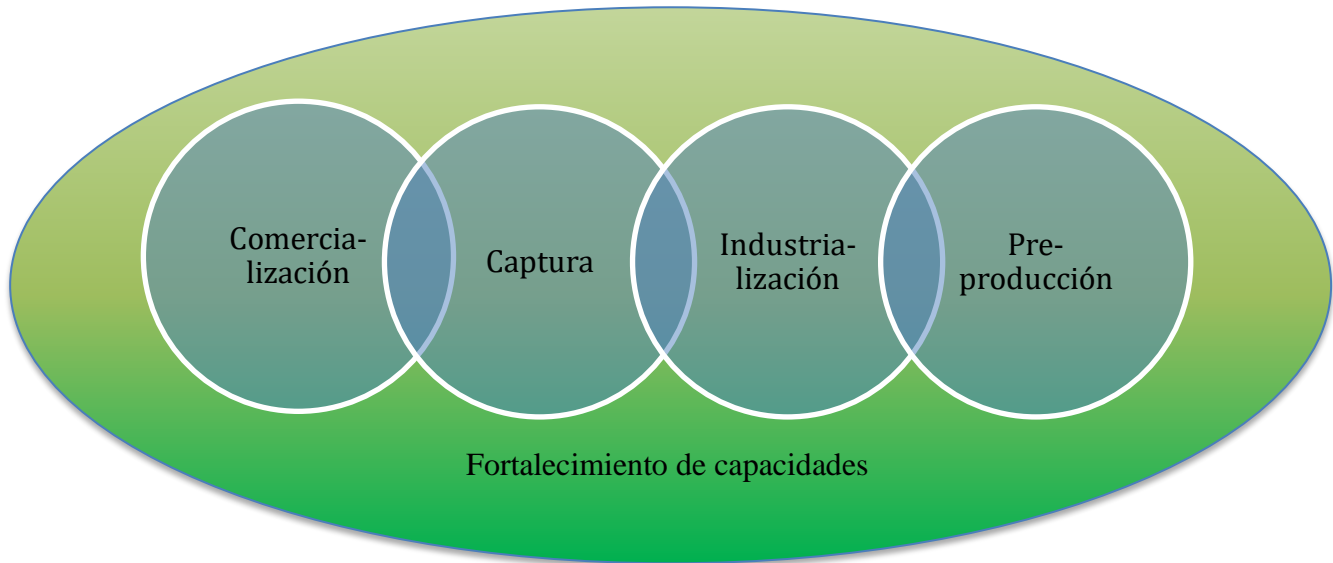 Comercia-
lización
Captura
Industria-
lización
Pre-
producción
Fortalecimiento de capacidades